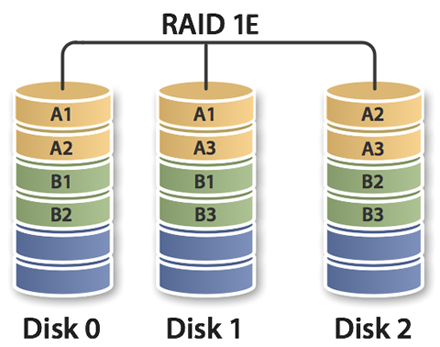 RAID 1E
A1 A1 A2
A2 A3 A3
B1 B1 B2
B2 B3 B3
Disk 0 Disk 1 Disk 2